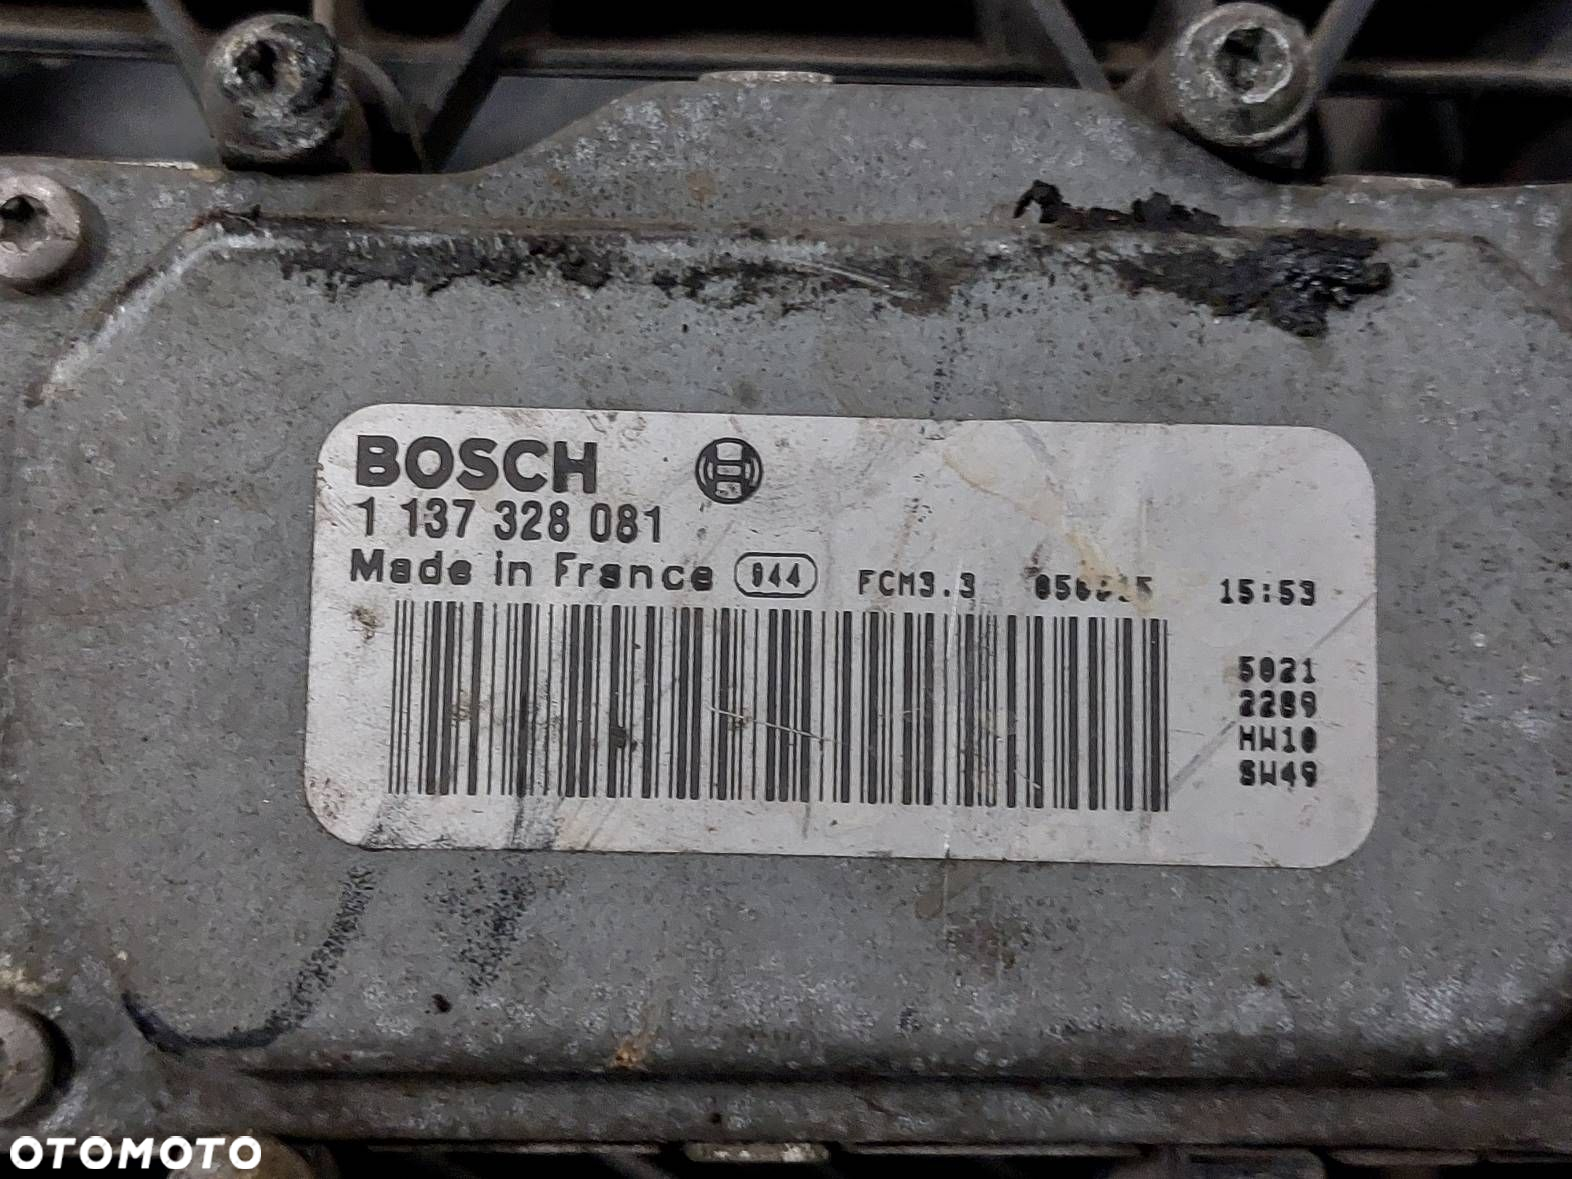 BOSCH
1 137 328 081
Made in France 044 FCM3.3 15:53
5021
2289
HW10
SW49
OTOMOTO